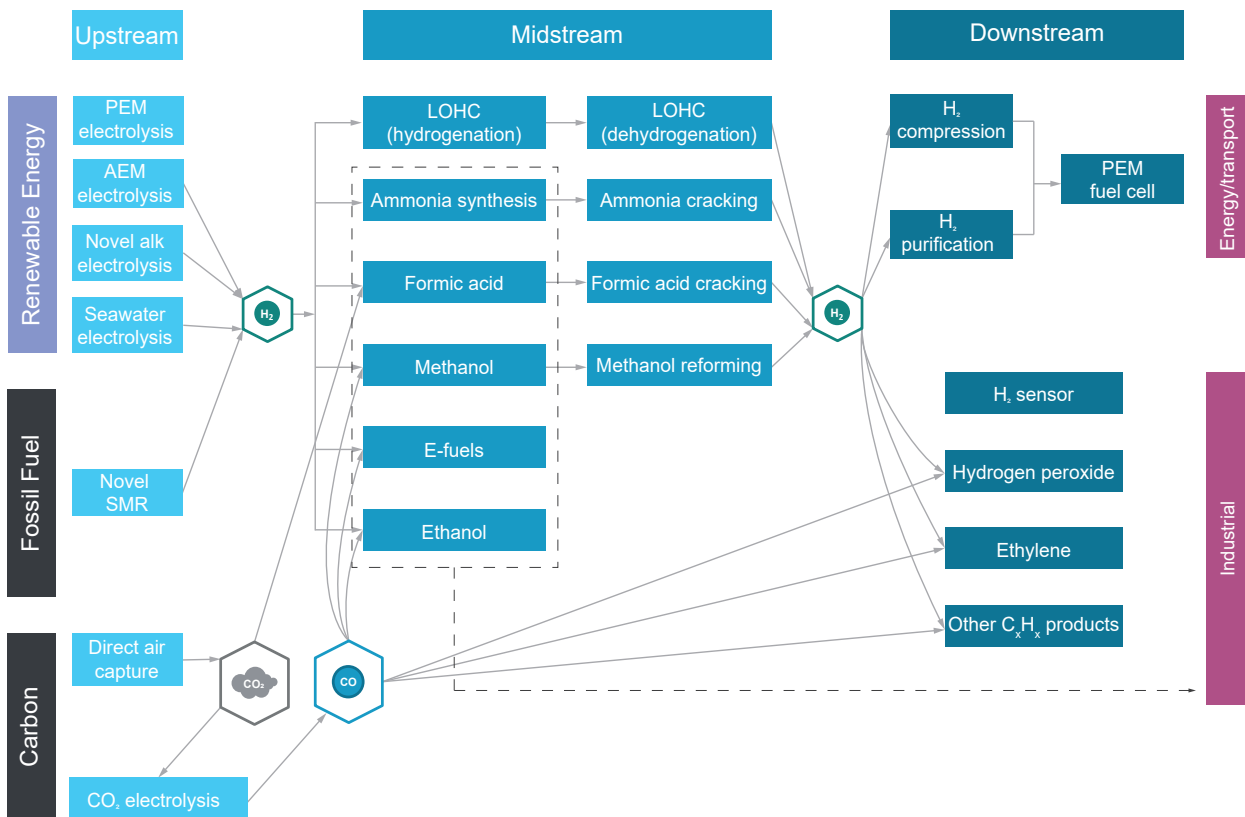 Upstream
Midstream
Downstream
Renewable Energy
Fossil Fuel
Carbon
PEM
electrolysis
AEM
electrolysis
Novel alk
electrolysis
Seawater
electrolysis
Novel
SMR
Direct air
capture
CO₂ electrolysis
H₂
CO₂
CO
LOHC
(hydrogenation)
Ammonia synthesis
Formic acid
Methanol
E-fuels
Ethanol
LOHC
(dehydrogenation)
Ammonia cracking
Formic acid cracking
Methanol reforming
H₂
H₂
compression
H₂
purification
PEM
fuel cell
H₂ sensor
Hydrogen peroxide
Ethylene
Other CₓHₓ products
Energy/transport
Industrial